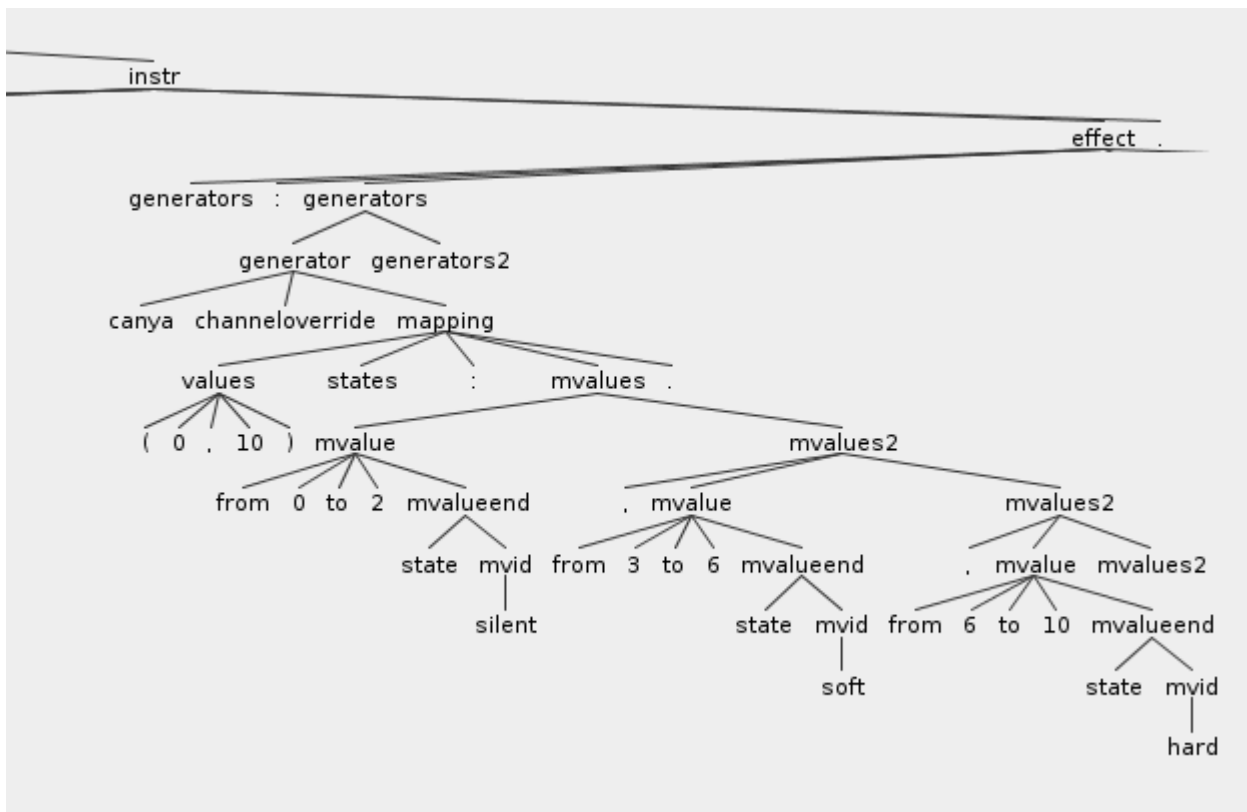 instr
effect .
generators : generators
generator generators2
canya channeloverride mapping
values states : mvalues .
( 0 , 10 ) mvalue mvalues2
from 0 to 2 mvalueend , mvalue mvalues2
state mvid from 3 to 6 mvalueend , mvalue mvalues2
silent state mvid from 6 to 10 mvalueend
soft state mvid
hard